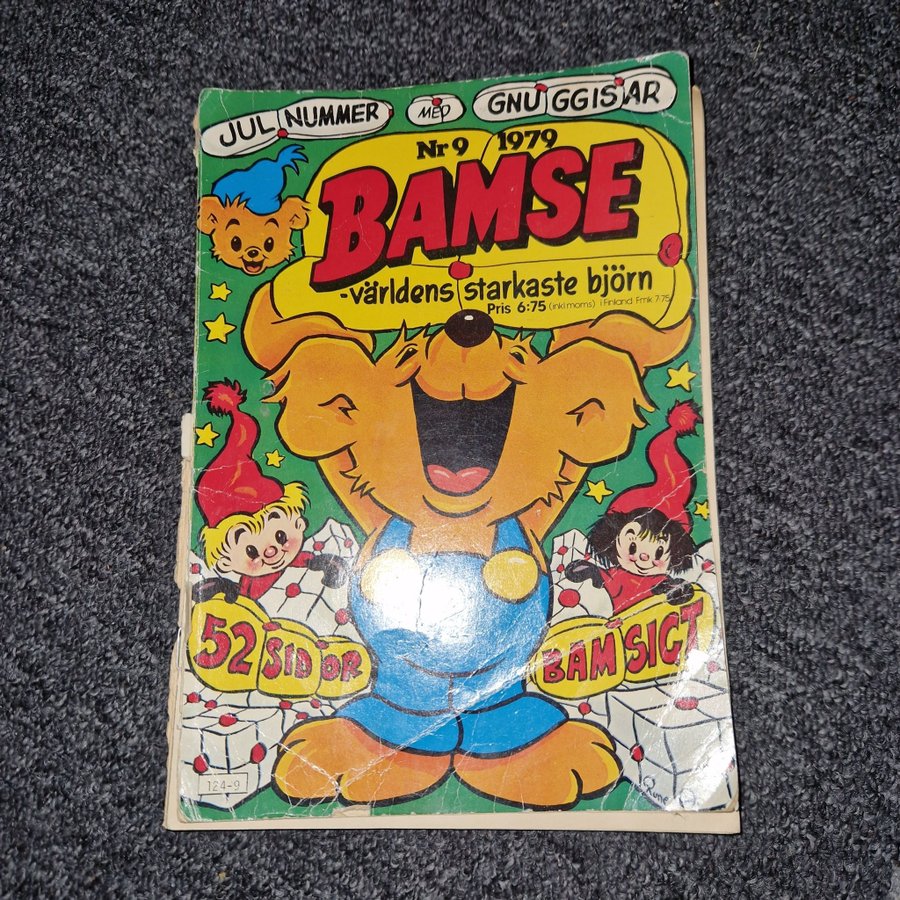 JUL NUMMER MED GNUGGISAR
Nr 9 1979
BAMSE
-världens starkaste björn
Pris 6:75 (inkl moms) i Finland Fmk 7:75
52 SIDOR
BAMSIGT
124-9
Rune A